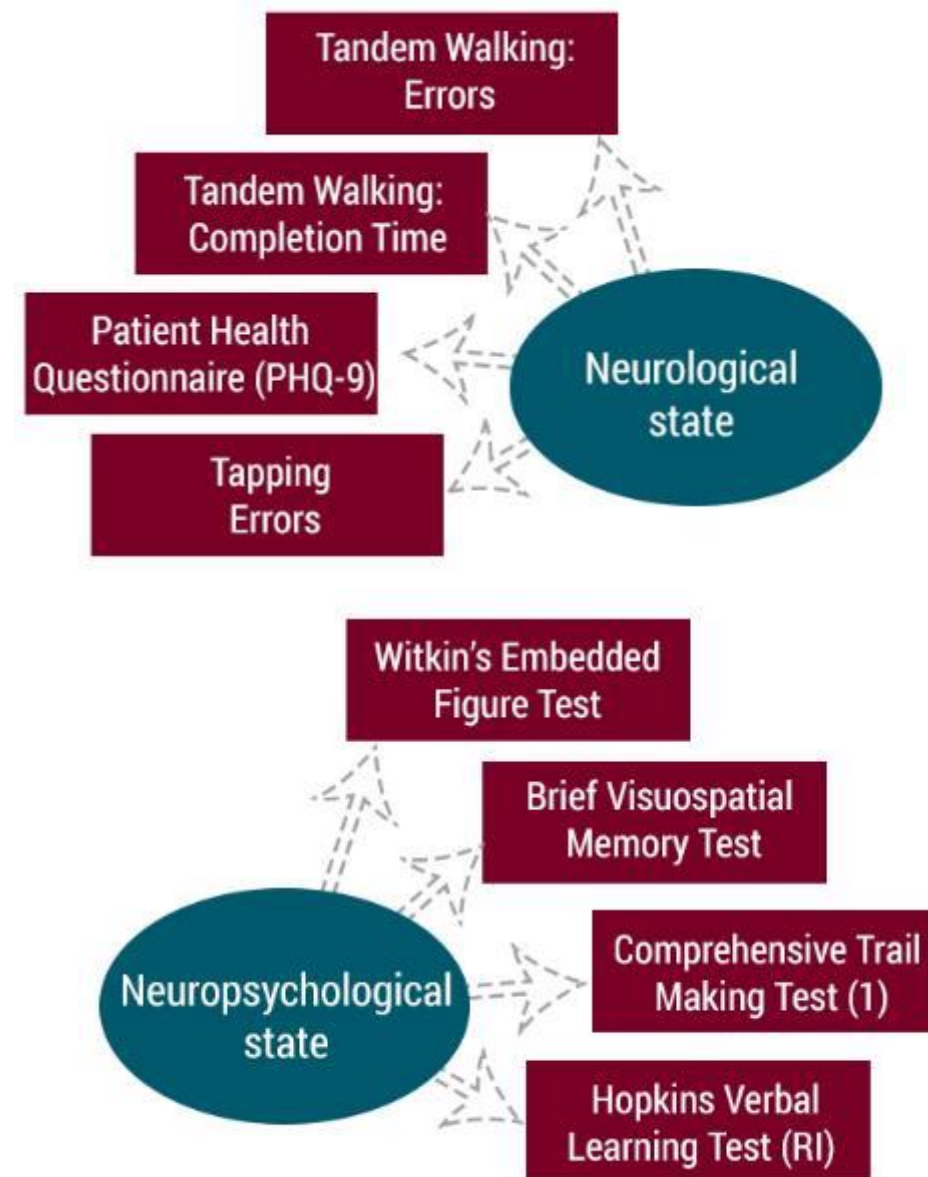 Tandem Walking:
Errors
Tandem Walking:
Completion Time
Patient Health
Questionnaire (PHQ-9)
Neurological
state
Tapping
Errors
Witkin's Embedded
Figure Test
Brief Visuospatial
Memory Test
Comprehensive Trail
Making Test (1)
Neuropsychological
state
Hopkins Verbal
Learning Test (RI)